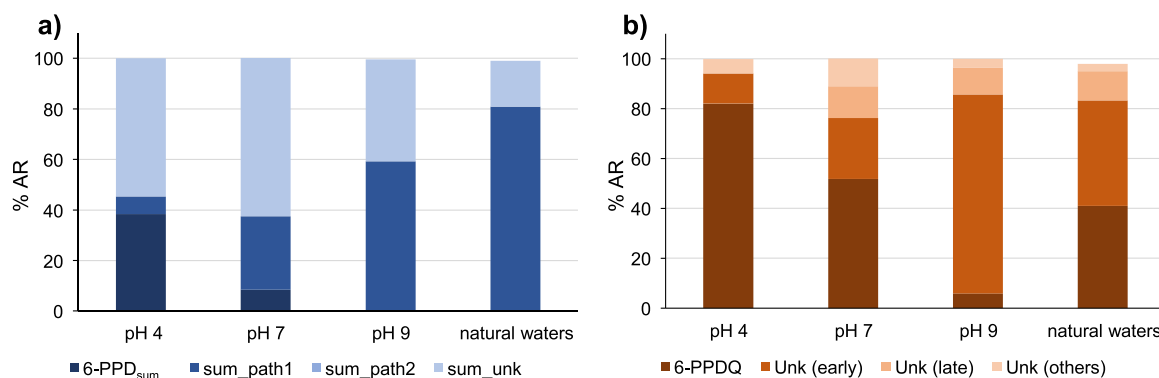 a)
% AR
100
80
60
40
20
0
pH 4 pH 7 pH 9 natural waters
6-PPDsum sum_path1 sum_path2 sum_unk
b)
% AR
100
80
60
40
20
0
pH 4 pH 7 pH 9 natural waters
6-PPDQ Unk (early) Unk (late) Unk (others)